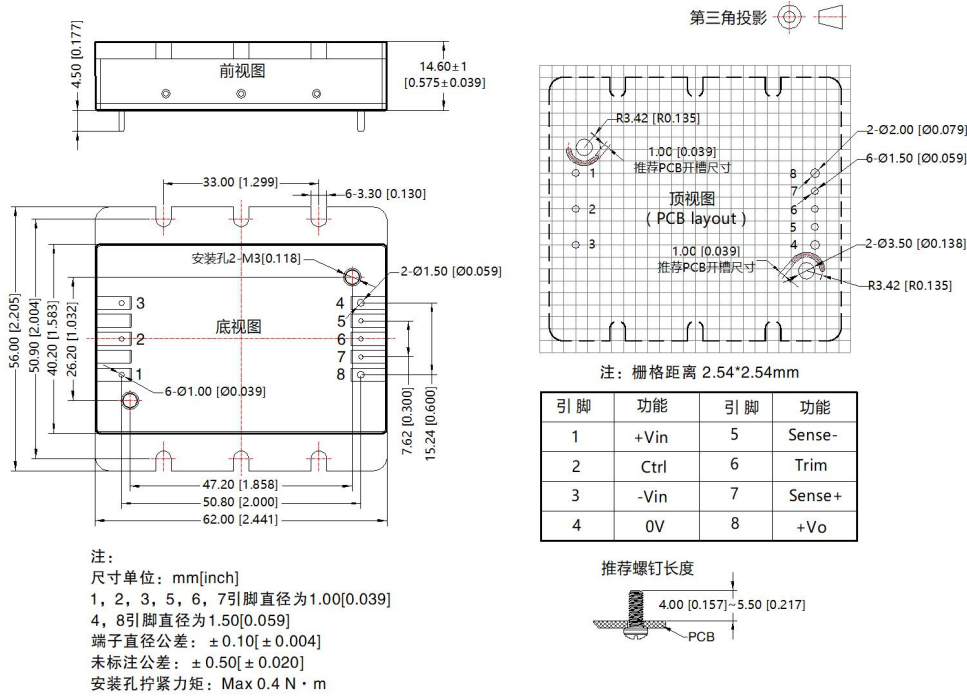 第三角投影
4.50 [0.177]
前视图
14.60±1
[0.575±0.039]
33.00 [1.299]
6-3.30 [0.130]
安装孔2-M3[0.118]
2-Ø1.50 [Ø0.059]
3
2
1
底视图
4
5
6
7
8
6-Ø1.00 [Ø0.039]
56.00 [2.205]
50.90 [2.004]
40.20 [1.583]
26.20 [1.032]
7.62 [0.300]
15.24 [0.600]
47.20 [1.858]
50.80 [2.000]
62.00 [2.441]
R3.42 [R0.135]
1.00 [0.039]
推荐PCB开槽尺寸
1
2
3
顶视图
( PCB layout )
8
7
6
5
4
2-Ø2.00 [Ø0.079]
6-Ø1.50 [Ø0.059]
1.00 [0.039]
推荐PCB开槽尺寸
2-Ø3.50 [Ø0.138]
R3.42 [R0.135]
注：栅格距离 2.54*2.54mm
引 脚 功能 引 脚 功能
1 +Vin 5 Sense-
2 Ctrl 6 Trim
3 -Vin 7 Sense+
4 0V 8 +Vo
注：
尺寸单位：mm[inch]
1，2，3，5，6，7引脚直径为1.00[0.039]
4，8引脚直径为1.50[0.059]
端子直径公差：±0.10[±0.004]
未标注公差：±0.50[±0.020]
安装孔拧紧力矩：Max 0.4 N・m
推荐螺钉长度
4.00 [0.157]~5.50 [0.217]
PCB